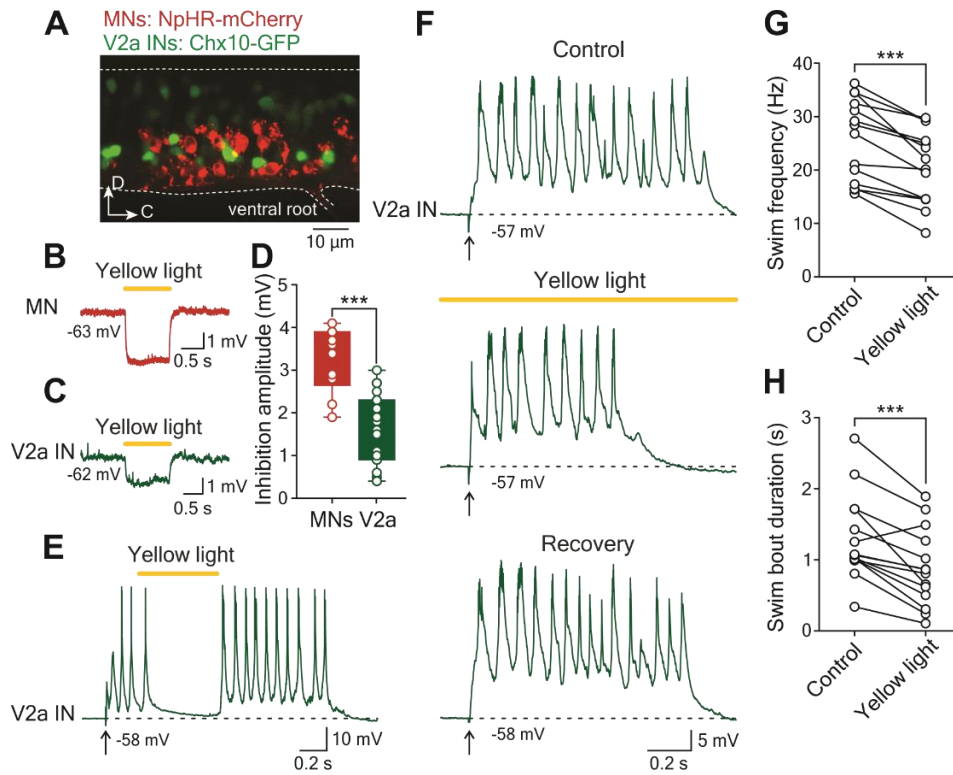 A
MNs: NpHR-mCherry
V2a INs: Chx10-GFP
D
C
ventral root
10 µm
B
Yellow light
MN
-63 mV
1 mV
0.5 s
C
Yellow light
V2a IN
-62 mV
1 mV
0.5 s
D
Inhibition amplitude (mV)
5
4
3
2
1
0
***
MNs V2a
E
Yellow light
V2a IN
-58 mV
10 mV
0.2 s
F
Control
V2a IN
-57 mV
Yellow light
-57 mV
Recovery
-58 mV
5 mV
0.2 s
G
***
Swim frequency (Hz)
40
30
20
10
0
Control
Yellow light
H
***
Swim bout duration (s)
3
2
1
0
Control
Yellow light